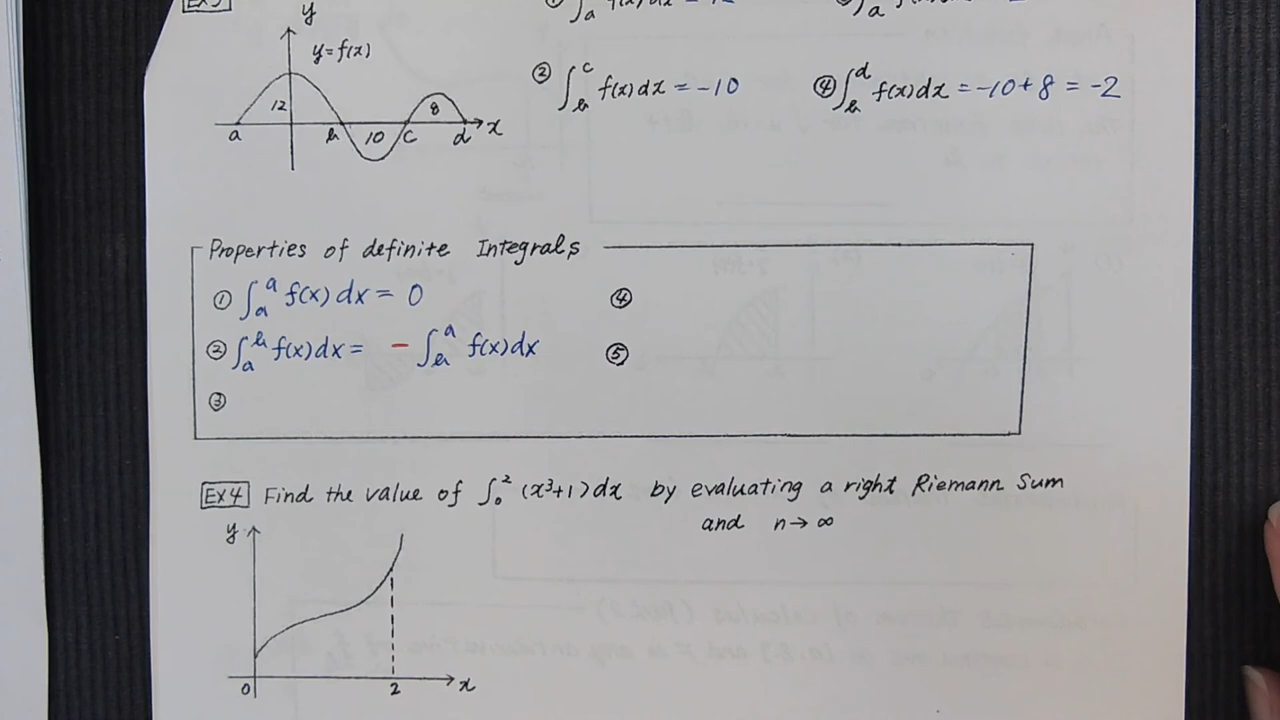 Ex3
y
y=f(x)
12
a
b
10
c
8
d
x
② ∫_b^c f(x)dx = -10
④ ∫_b^d f(x)dx = -10+8 = -2
Properties of definite Integrals
① ∫_a^a f(x) dx = 0
② ∫_a^b f(x)dx = - ∫_b^a f(x)dx
③
④
⑤
Ex4 Find the value of ∫_0^2 (x³+1)dx by evaluating a right Riemann Sum
and n→∞
y
0
2
x